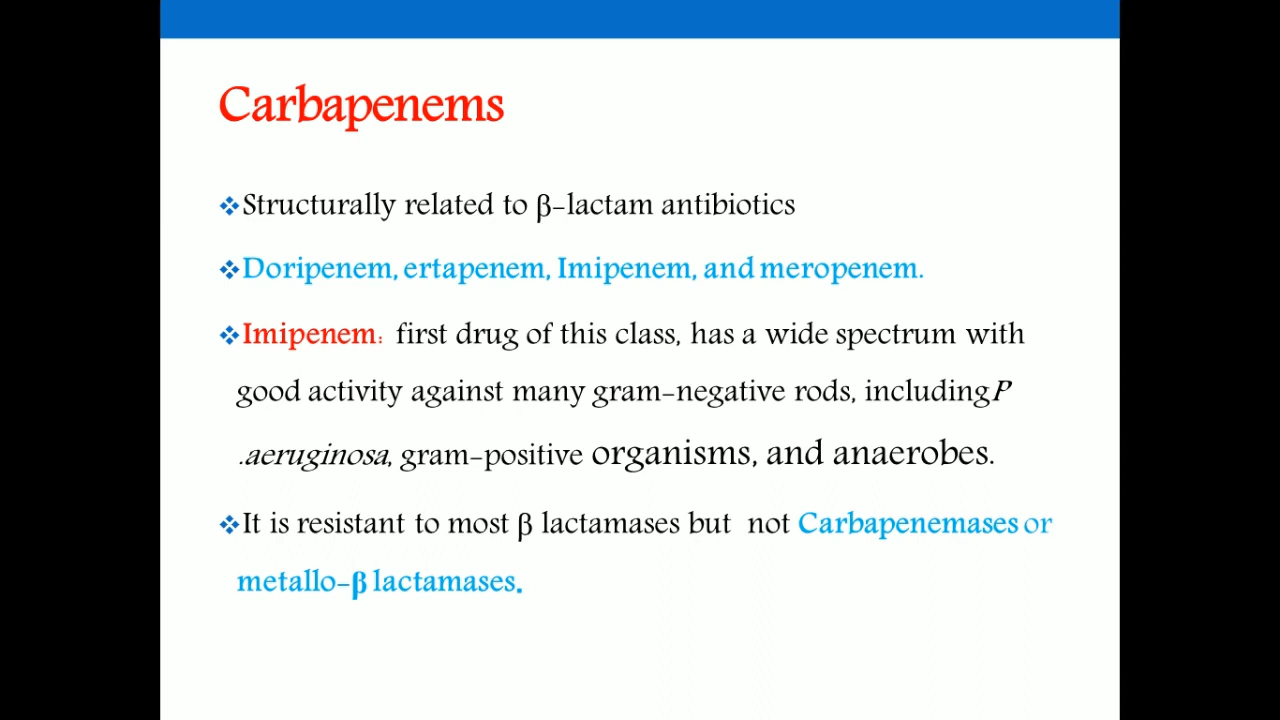 Carbapenems
❖Structurally related to β-lactam antibiotics
❖Doripenem, ertapenem, Imipenem, and meropenem.
❖Imipenem: first drug of this class, has a wide spectrum with
good activity against many gram-negative rods, including P
.aeruginosa, gram-positive organisms, and anaerobes.
❖It is resistant to most β lactamases but not Carbapenemases or
metallo-β lactamases.